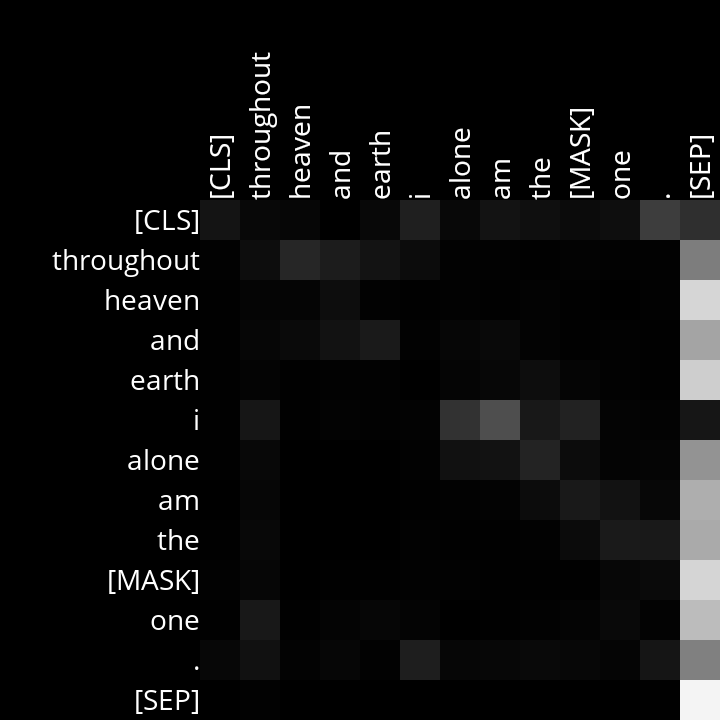 [CLS] throughout heaven and earth i alone am the [MASK] one . [SEP]
[CLS]
throughout
heaven
and
earth
i
alone
am
the
[MASK]
one
.
[SEP]